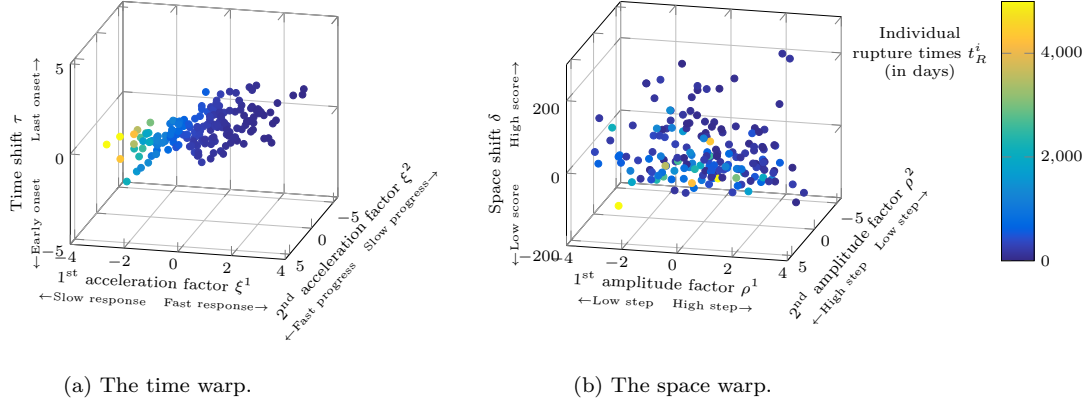 Time shift τ
←Early onset Last onset→
5
0
−5
−4
−2
0
2
4
1st acceleration factor ξ1
←Slow response Fast response→
−5
0
5
2nd acceleration factor ξ2
←Fast progress Slow progress→
(a) The time warp.
Space shift δ
←Low score High score→
200
0
−200
−4
−2
0
2
4
1st amplitude factor ρ1
←Low step High step→
−5
0
5
2nd amplitude factor ρ2
←High step Low step→
(b) The space warp.
Individual
rupture times t_R^i
(in days)
4,000
2,000
0